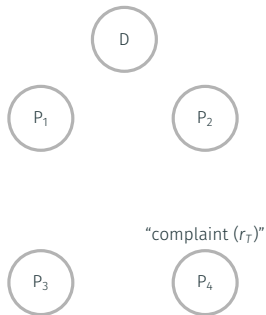 D
P₁ P₂
“complaint (r_T)”
P₃ P₄